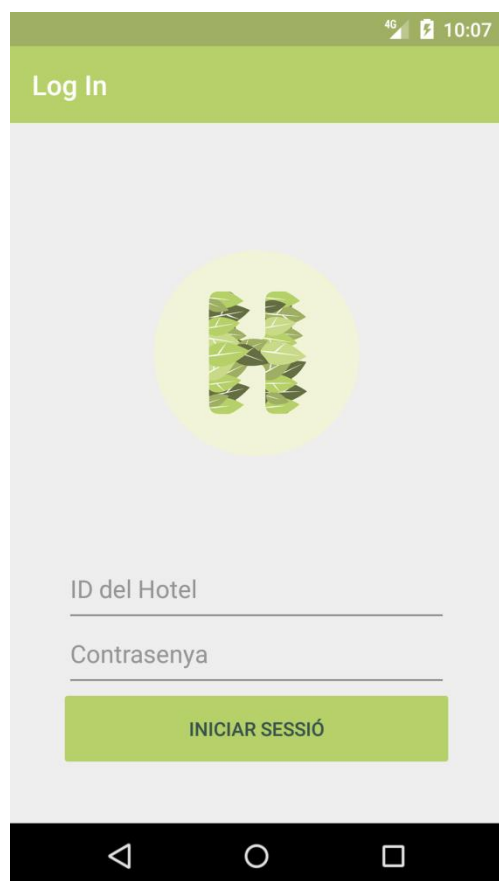 4G 10:07
Log In
H
ID del Hotel
Contrasenya
INICIAR SESSIÓ